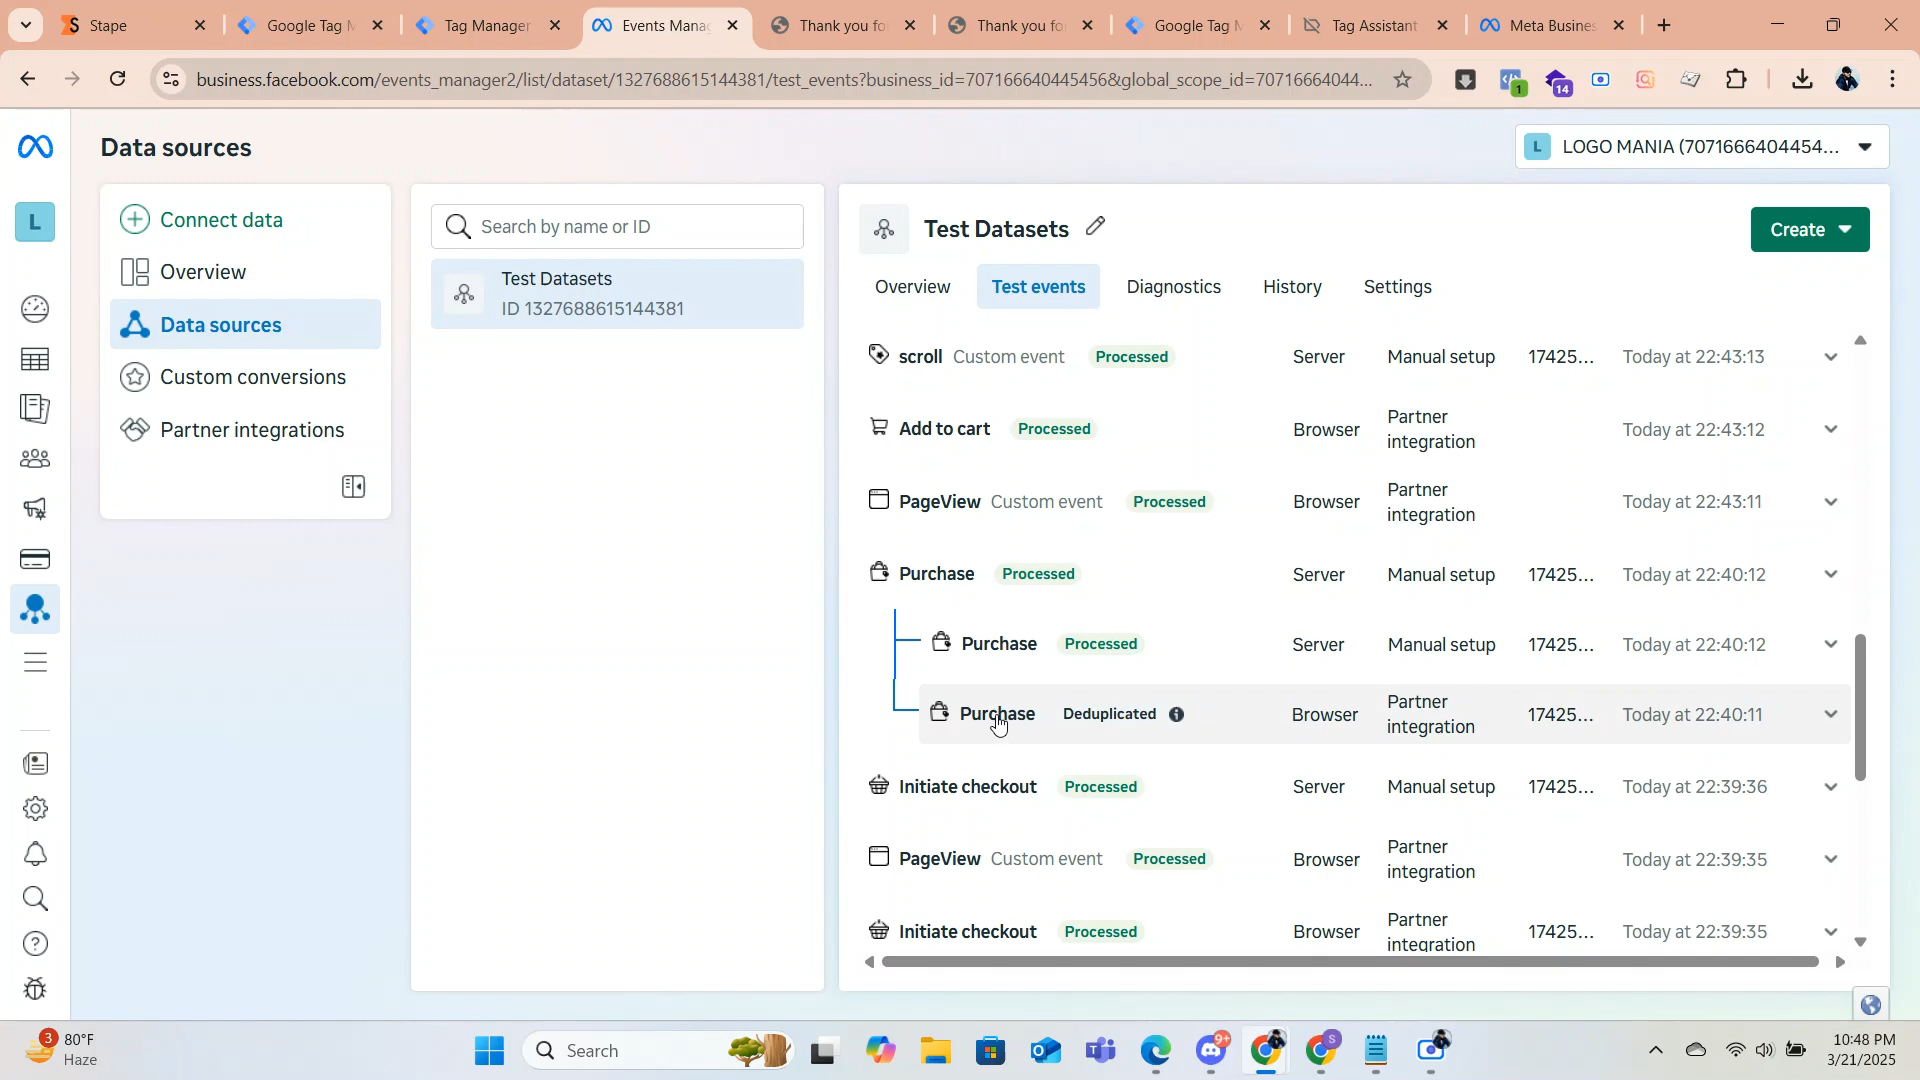 Stape
Google Tag M
Tag Manager
Events Mana
Thank you fo
Thank you fo
Google Tag M
Tag Assistant
Meta Busines
business.facebook.com/events_manager2/list/dataset/1327688615144381/test_events?business_id=707166640445456&global_scope_id=70716664044...
1
14
Data sources
L
LOGO MANIA (7071666404454...
L
Connect data
Overview
Data sources
Custom conversions
Partner integrations
Search by name or ID
Test Datasets
ID 1327688615144381
Test Datasets
Create
Overview
Test events
Diagnostics
History
Settings
scroll Custom event Processed Server Manual setup 17425... Today at 22:43:13
Add to cart Processed Browser Partner integration Today at 22:43:12
PageView Custom event Processed Browser Partner integration Today at 22:43:11
Purchase Processed Server Manual setup 17425... Today at 22:40:12
Purchase Processed Server Manual setup 17425... Today at 22:40:12
Purchase Deduplicated Browser Partner integration 17425... Today at 22:40:11
Initiate checkout Processed Server Manual setup 17425... Today at 22:39:36
PageView Custom event Processed Browser Partner integration Today at 22:39:35
Initiate checkout Processed Browser Partner integration 17425... Today at 22:39:35
3
80°F
Haze
Search
9+
S
10:48 PM
3/21/2025